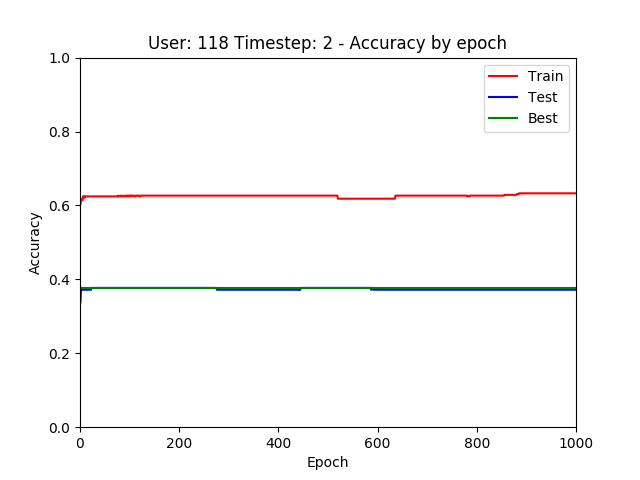 User: 118 Timestep: 2 - Accuracy by epoch
Train
Test
Best
1.0
0.8
0.6
0.4
0.2
0.0
Accuracy
0 200 400 600 800 1000
Epoch